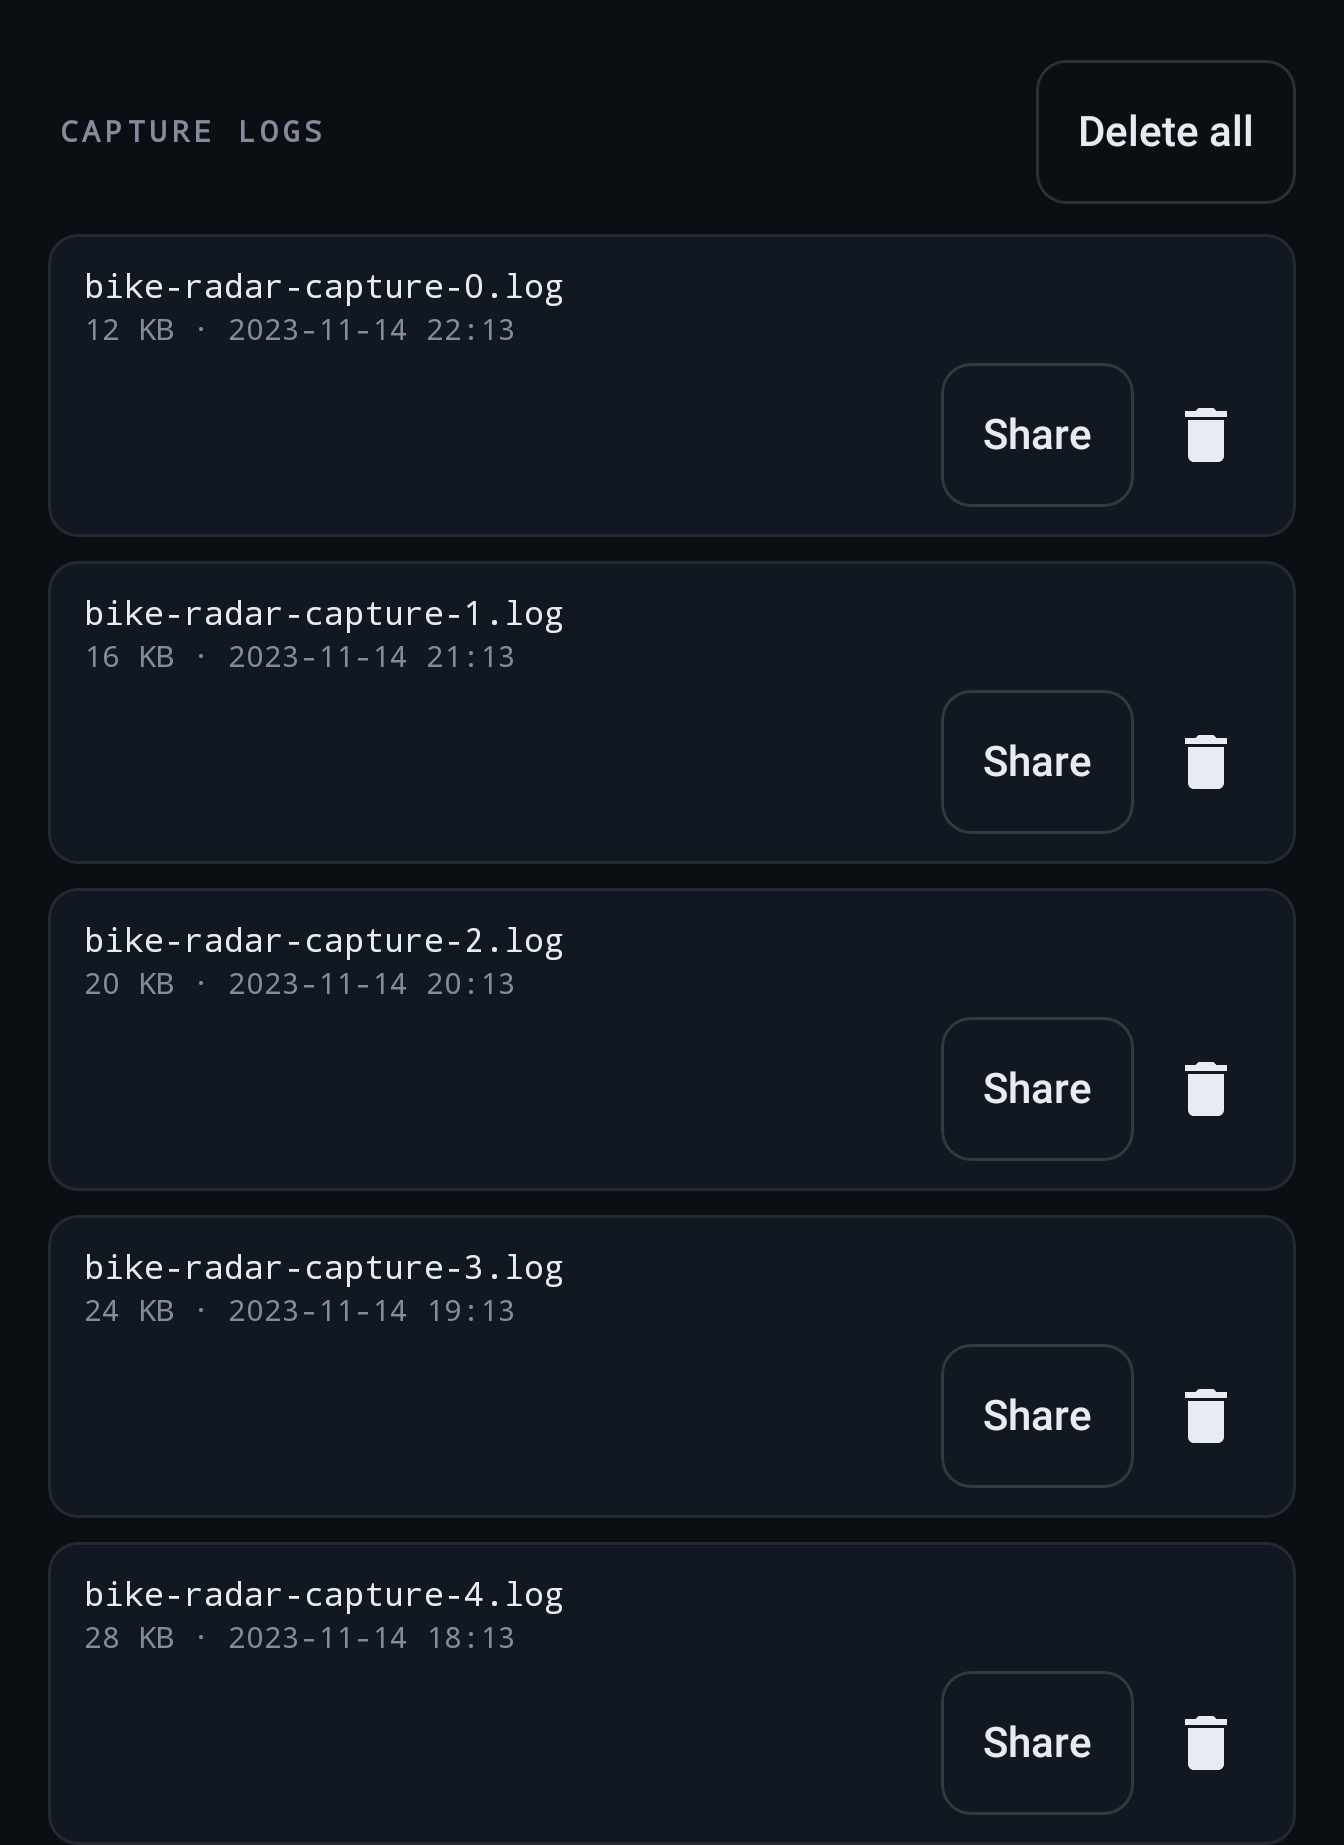 CAPTURE LOGS
Delete all
bike-radar-capture-0.log
12 KB · 2023-11-14 22:13
Share
bike-radar-capture-1.log
16 KB · 2023-11-14 21:13
Share
bike-radar-capture-2.log
20 KB · 2023-11-14 20:13
Share
bike-radar-capture-3.log
24 KB · 2023-11-14 19:13
Share
bike-radar-capture-4.log
28 KB · 2023-11-14 18:13
Share